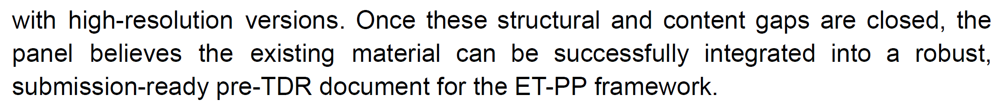 with high-resolution versions. Once these structural and content gaps are closed, the
panel believes the existing material can be successfully integrated into a robust,
submission-ready pre-TDR document for the ET-PP framework.